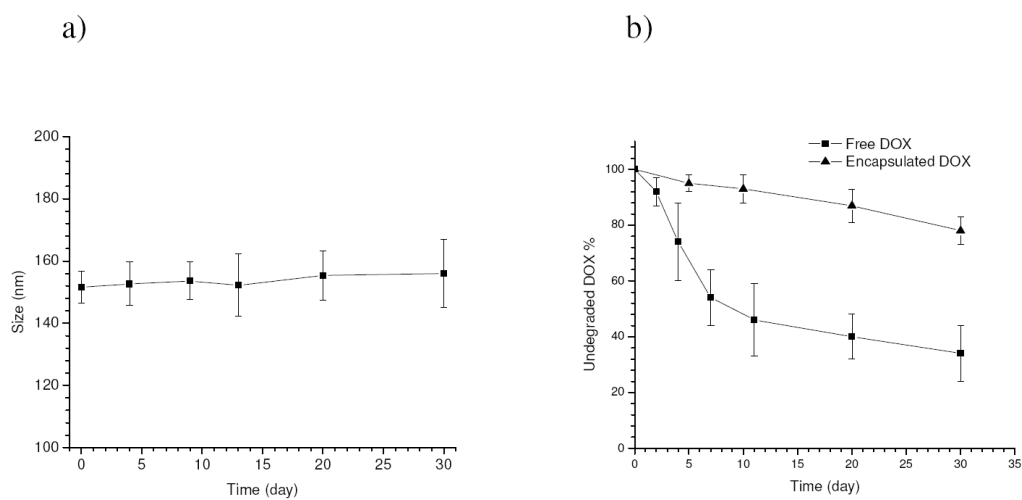 a)
200
180
160
140
120
100
Size (nm)
0 5 10 15 20 25 30
Time (day)
b)
Free DOX
Encapsulated DOX
100
80
60
40
20
0
Undegraded DOX %
0 5 10 15 20 25 30 35
Time (day)